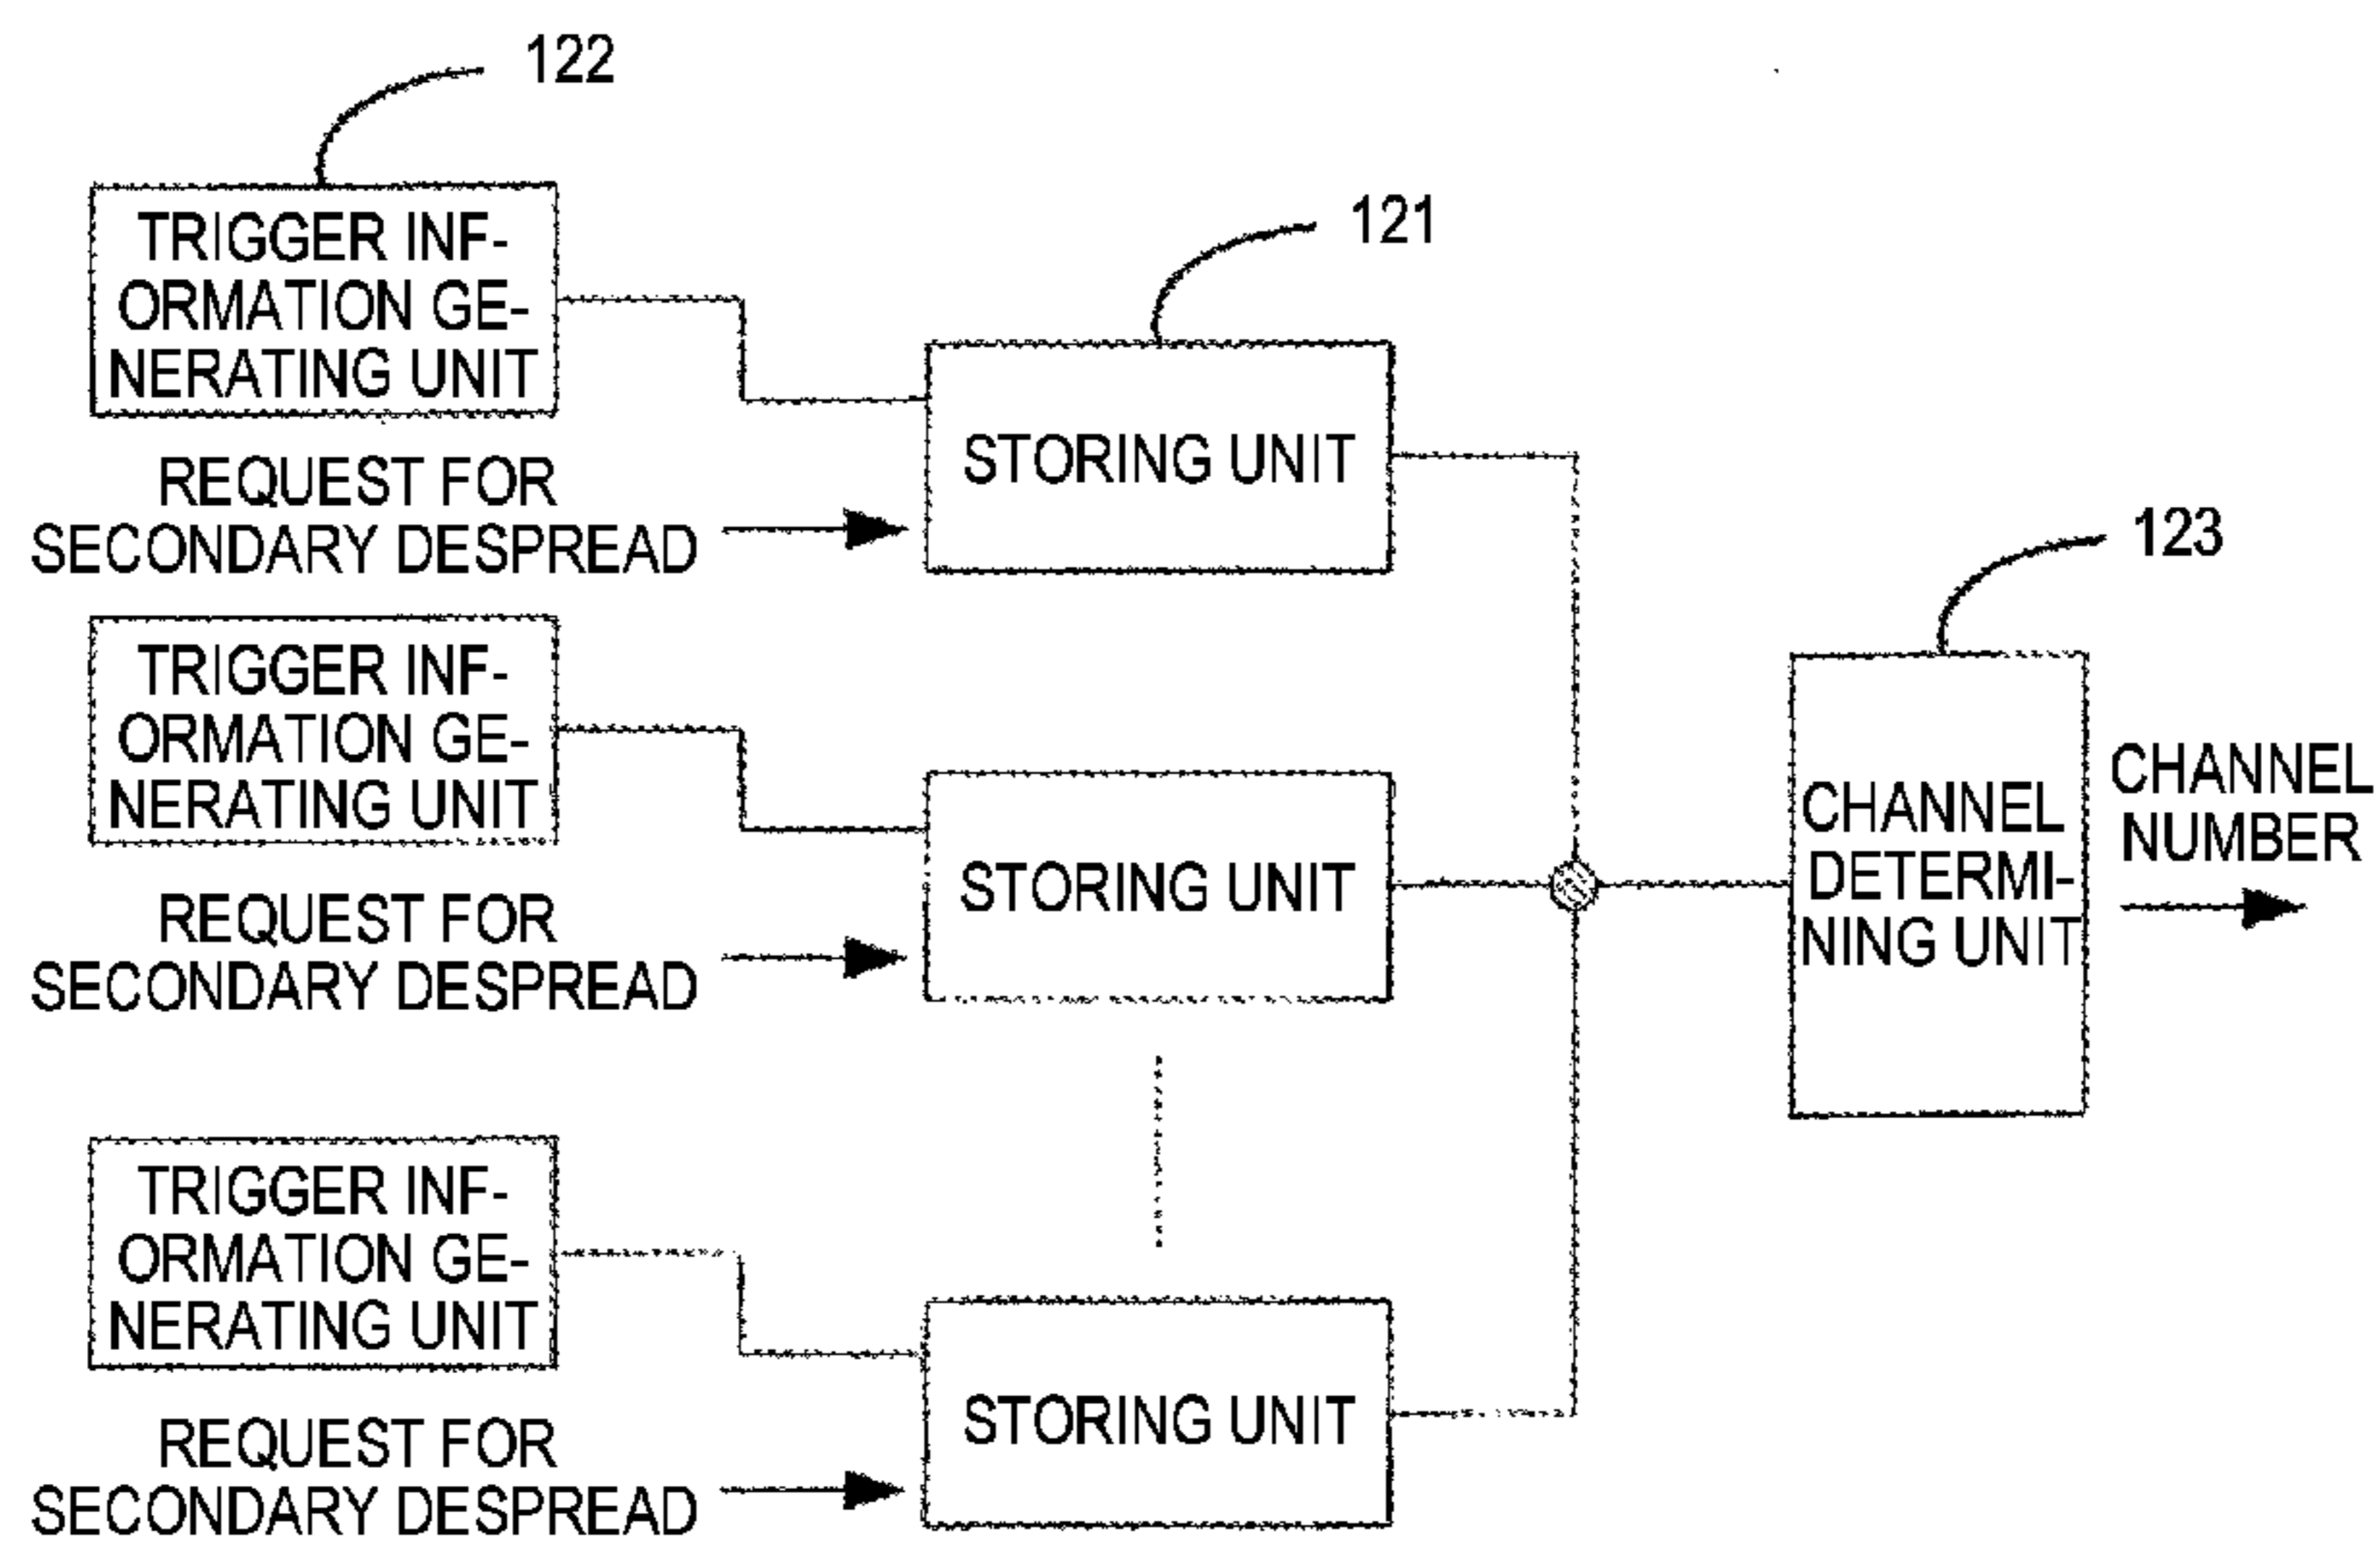 122
TRIGGER INF-
ORMATION GE-
NERATING UNIT
121
STORING UNIT
REQUEST FOR
SECONDARY DESPREAD
123
TRIGGER INF-
ORMATION GE-
NERATING UNIT
STORING UNIT
REQUEST FOR
SECONDARY DESPREAD
CHANNEL
DETERMI-
NING UNIT
CHANNEL
NUMBER
TRIGGER INF-
ORMATION GE-
NERATING UNIT
STORING UNIT
REQUEST FOR
SECONDARY DESPREAD